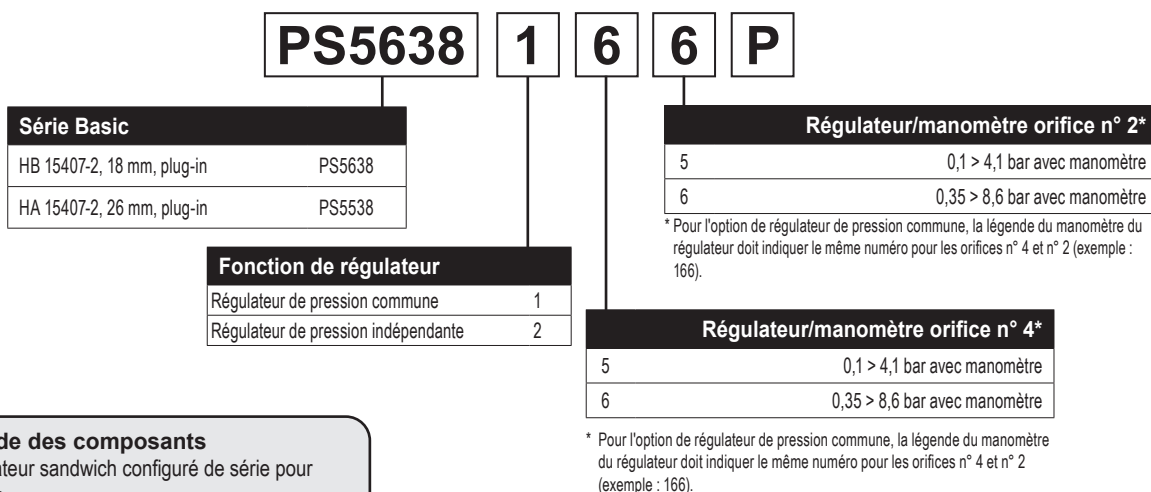 PS5638 1 6 6 P
Série Basic
HB 15407-2, 18 mm, plug-in PS5638
HA 15407-2, 26 mm, plug-in PS5538
Régulateur/manomètre orifice n° 2*
5 0,1 > 4,1 bar avec manomètre
6 0,35 > 8,6 bar avec manomètre
* Pour l'option de régulateur de pression commune, la légende du manomètre du
régulateur doit indiquer le même numéro pour les orifices n° 4 et n° 2 (exemple :
166).
Fonction de régulateur
Régulateur de pression commune 1
Régulateur de pression indépendante 2
Régulateur/manomètre orifice n° 4*
5 0,1 > 4,1 bar avec manomètre
6 0,35 > 8,6 bar avec manomètre
* Pour l'option de régulateur de pression commune, la légende du manomètre
du régulateur doit indiquer le même numéro pour les orifices n° 4 et n° 2
(exemple : 166).
des composants
sandwich configuré de série pour